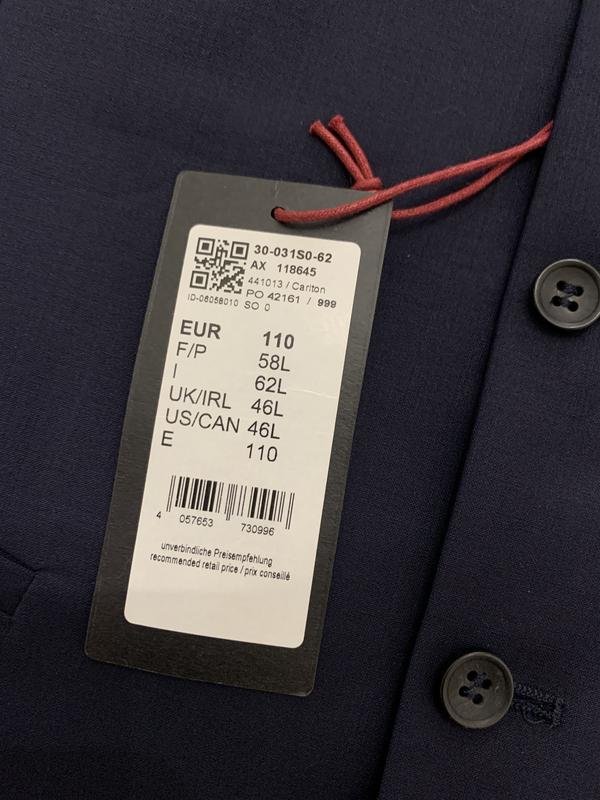 30-031S0-62
AX 118645
441013 / Carlton
PO 42161 / 999
ID-06058010 SO 0
EUR 110
F/P 58L
I 62L
UK/IRL 46L
US/CAN 46L
E 110
4 057653 730996
unverbindliche Preisempfehlung
recommended retail price / prix conseillé